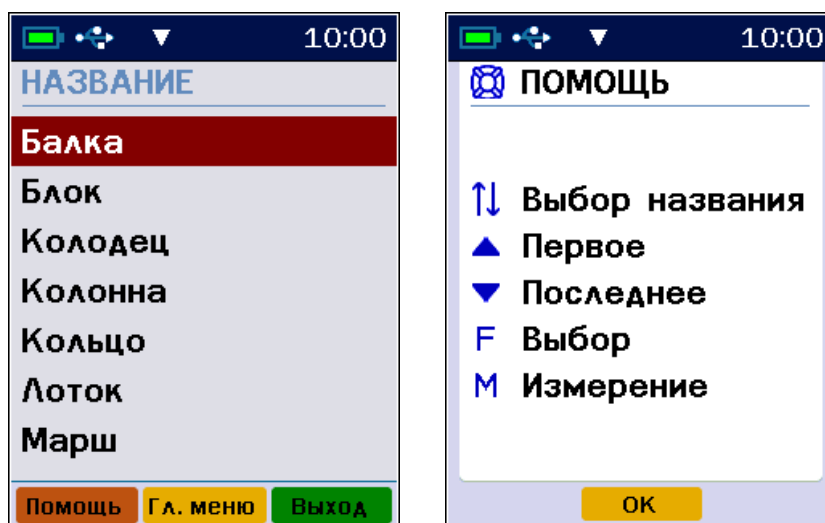 10:00
НАЗВАНИЕ
Балка
Блок
Колодец
Колонна
Кольцо
Лоток
Марш
Помощь Гл. меню Выход
10:00
ПОМОЩЬ
Выбор названия
Первое
Последнее
F Выбор
M Измерение
ОК